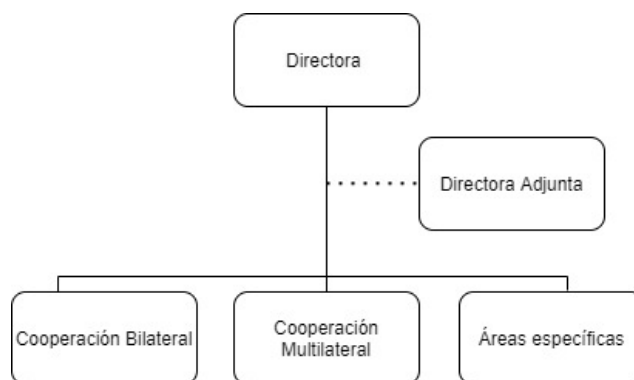 Directora
Directora Adjunta
Cooperación Bilateral
Cooperación
Multilateral
Áreas específicas